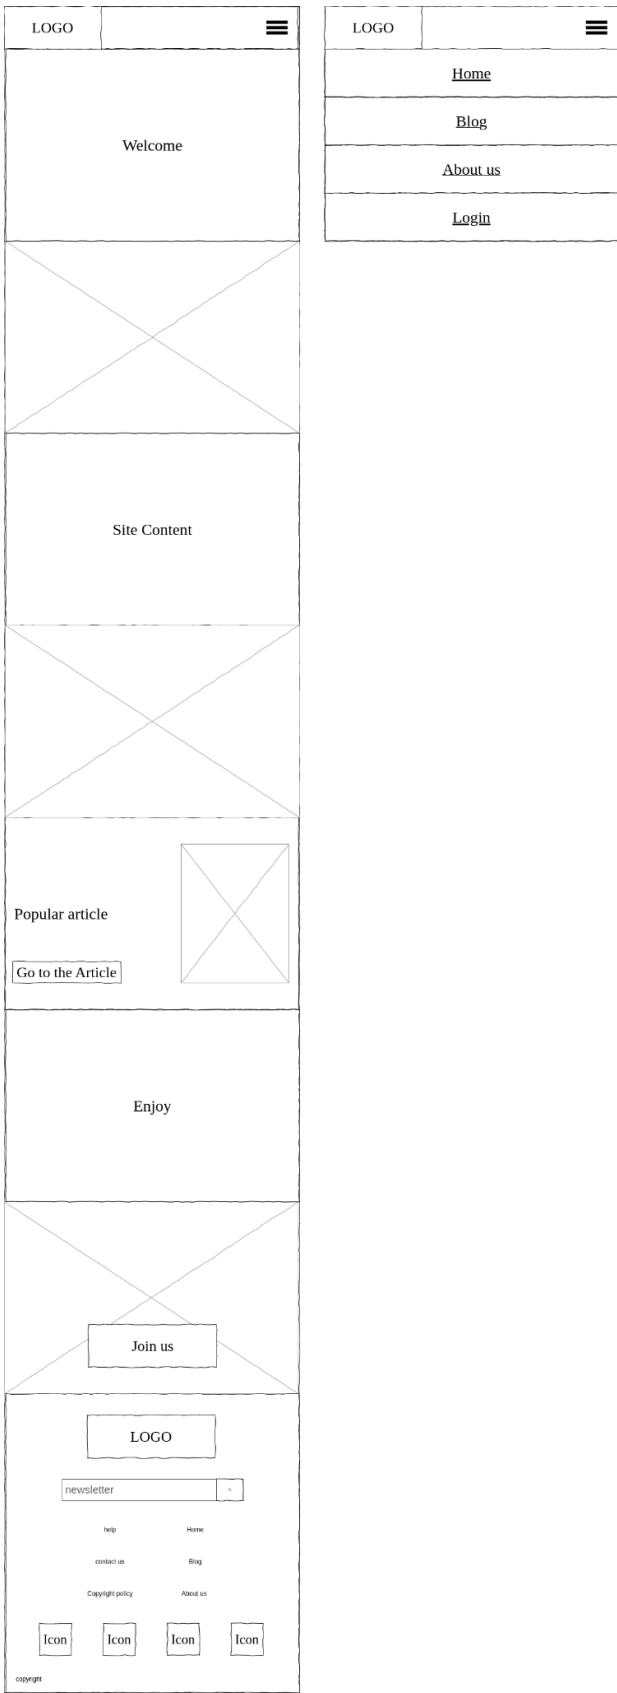 LOGO
Welcome
Site Content
Popular article
Go to the Article
Enjoy
Join us
LOGO
newsletter >
help Home
contact us Blog
Copyright policy About us
Icon Icon Icon Icon
copyright
LOGO
Home
Blog
About us
Login